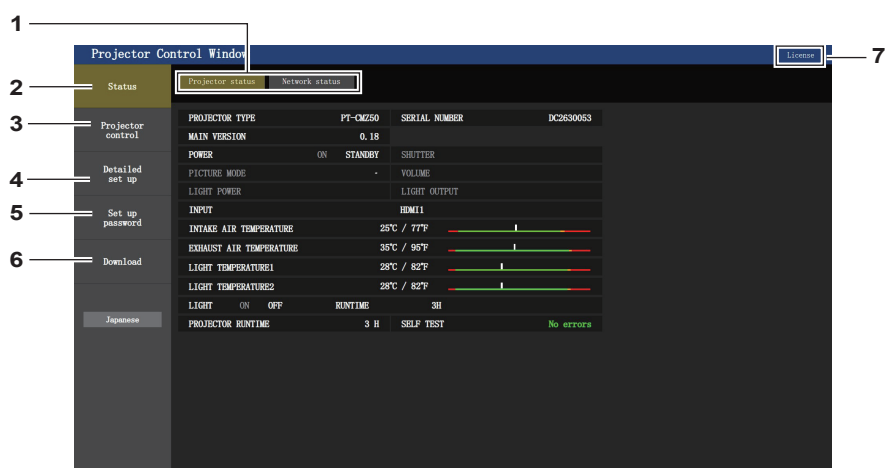 1
Projector Control Window
License
7
2
Status
Projector status
Network status
3
Projector
control
4
Detailed
set up
5
Set up
password
6
Download
Japanese
PROJECTOR TYPE PT-CMZ50 SERIAL NUMBER DC2630053
MAIN VERSION 0.18
POWER ON STANDBY SHUTTER
PICTURE MODE - VOLUME
LIGHT POWER LIGHT OUTPUT
INPUT HDMI1
INTAKE AIR TEMPERATURE 25℃ / 77℉
EXHAUST AIR TEMPERATURE 35℃ / 95℉
LIGHT TEMPERATURE1 28℃ / 82℉
LIGHT TEMPERATURE2 28℃ / 82℉
LIGHT ON OFF RUNTIME 3H
PROJECTOR RUNTIME 3 H SELF TEST No errors